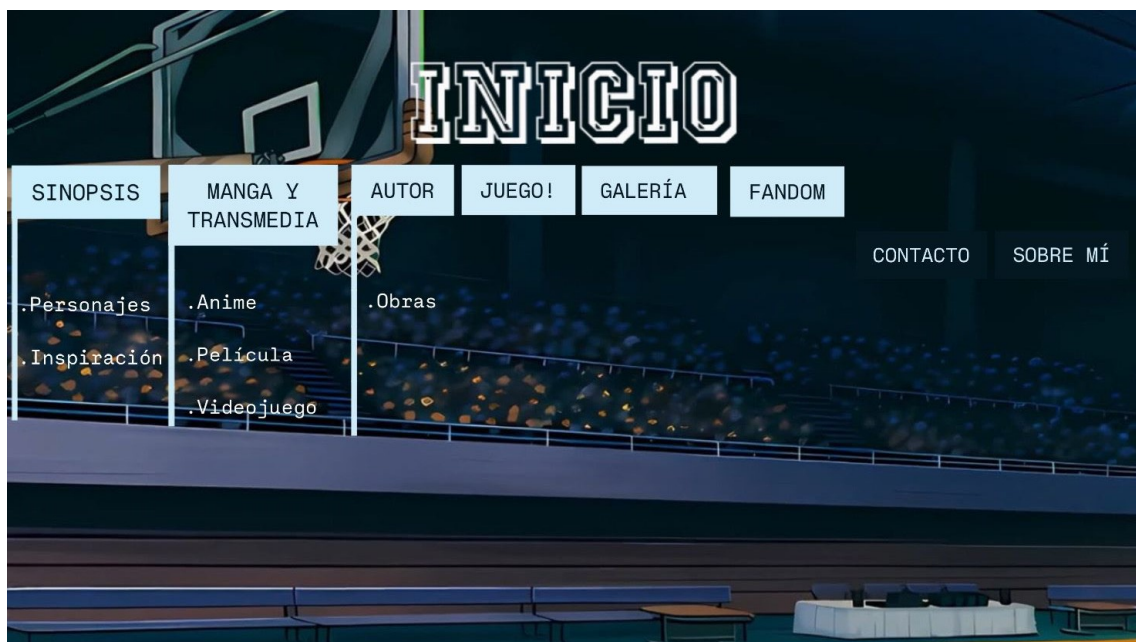 INICIO
SINOPSIS
MANGA Y
TRANSMEDIA
AUTOR
JUEGO!
GALERÍA
FANDOM
CONTACTO
SOBRE MÍ
.Personajes
.Inspiración
.Anime
.Película
.Videojuego
.Obras